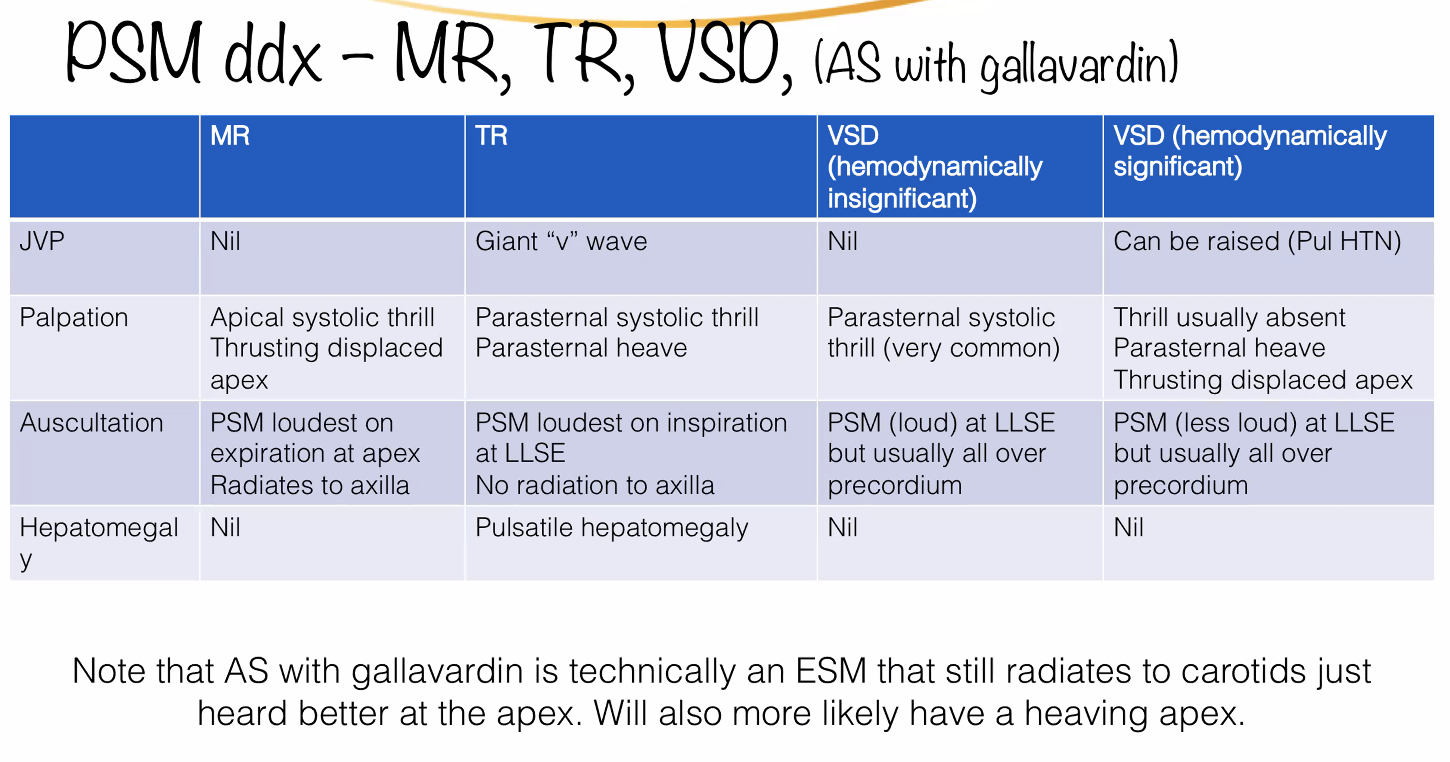 PSM ddx – MR, TR, VSD, (AS with gallavardin)
MR
TR
VSD
(hemodynamically
insignificant)
VSD (hemodynamically
significant)
JVP
Nil
Giant “v” wave
Nil
Can be raised (Pul HTN)
Palpation
Apical systolic thrill
Thrusting displaced
apex
Parasternal systolic thrill
Parasternal heave
Parasternal systolic
thrill (very common)
Thrill usually absent
Parasternal heave
Thrusting displaced apex
Auscultation
PSM loudest on
expiration at apex
Radiates to axilla
PSM loudest on inspiration
at LLSE
No radiation to axilla
PSM (loud) at LLSE
but usually all over
precordium
PSM (less loud) at LLSE
but usually all over
precordium
Hepatomegal
y
Nil
Pulsatile hepatomegaly
Nil
Nil
Note that AS with gallavardin is technically an ESM that still radiates to carotids just
heard better at the apex. Will also more likely have a heaving apex.